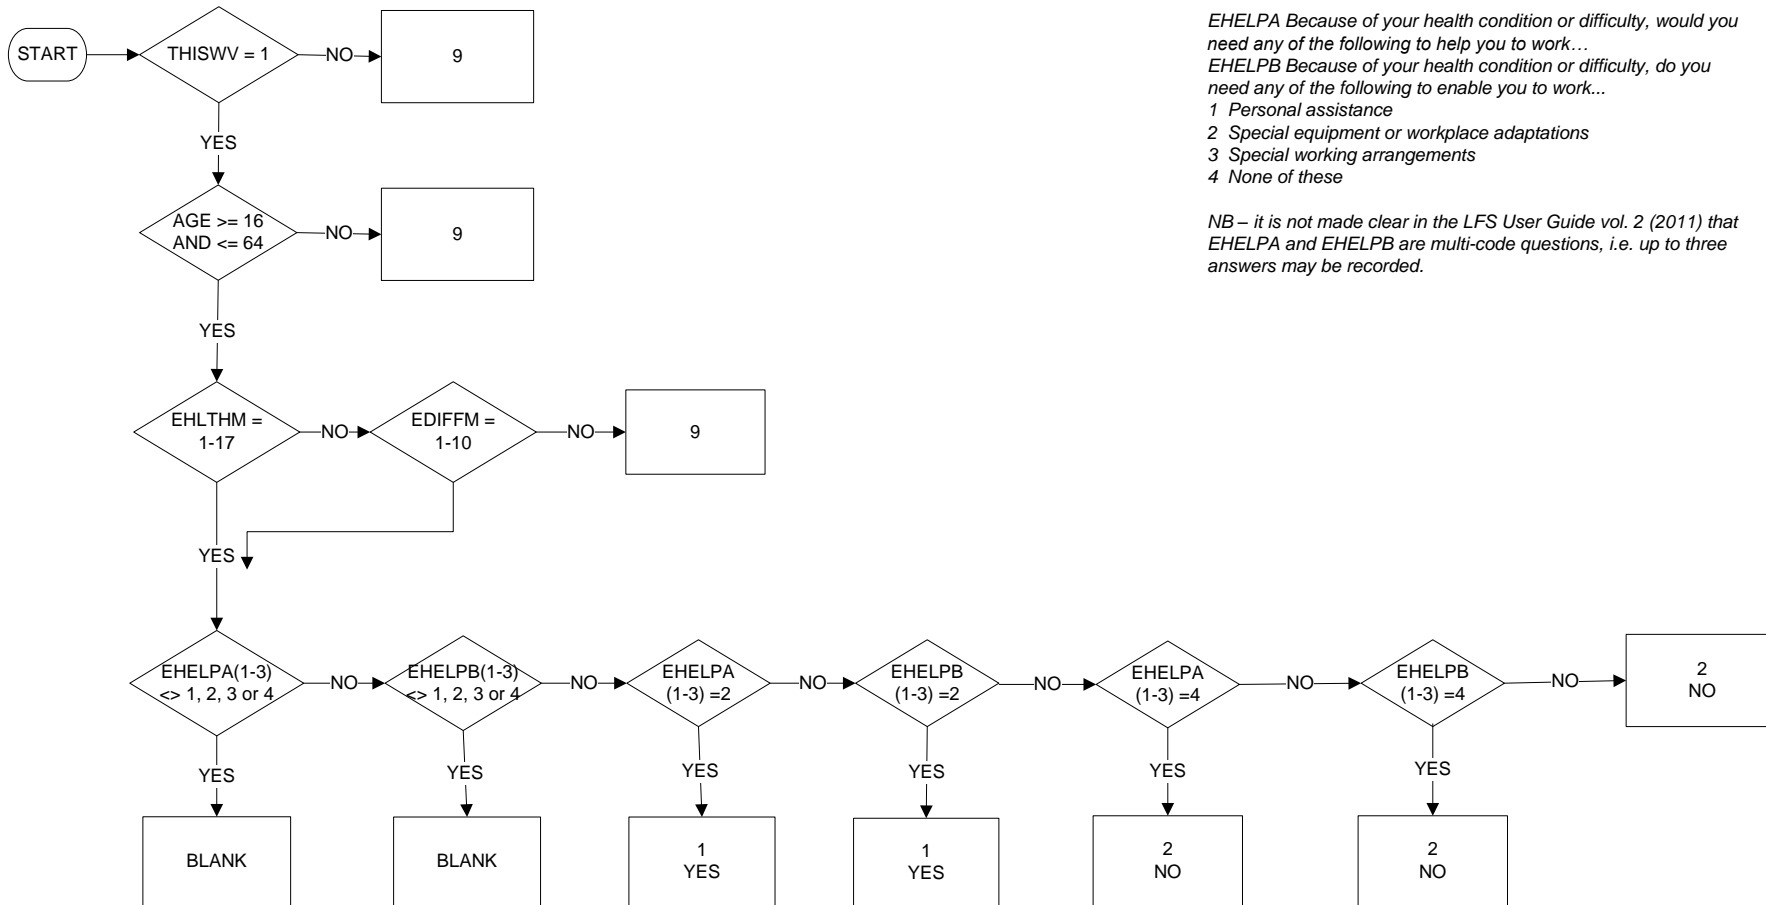 START
THISWV = 1
NO
9
YES
AGE >= 16
AND <= 64
NO
9
YES
EHLTHM =
1-17
NO
EDIFFM =
1-10
NO
9
YES
EHELPA(1-3)
<> 1, 2, 3 or 4
NO
EHELPB(1-3)
<> 1, 2, 3 or 4
NO
EHELPA
(1-3) =2
NO
EHELPB
(1-3) =2
NO
EHELPA
(1-3) =4
NO
EHELPB
(1-3) =4
NO
2
NO
YES
YES
YES
YES
YES
YES
BLANK
BLANK
1
YES
1
YES
2
NO
2
NO
EHELPA Because of your health condition or difficulty, would you
need any of the following to help you to work…
EHELPB Because of your health condition or difficulty, do you
need any of the following to enable you to work...
1 Personal assistance
2 Special equipment or workplace adaptations
3 Special working arrangements
4 None of these
NB – it is not made clear in the LFS User Guide vol. 2 (2011) that
EHELPA and EHELPB are multi-code questions, i.e. up to three
answers may be recorded.